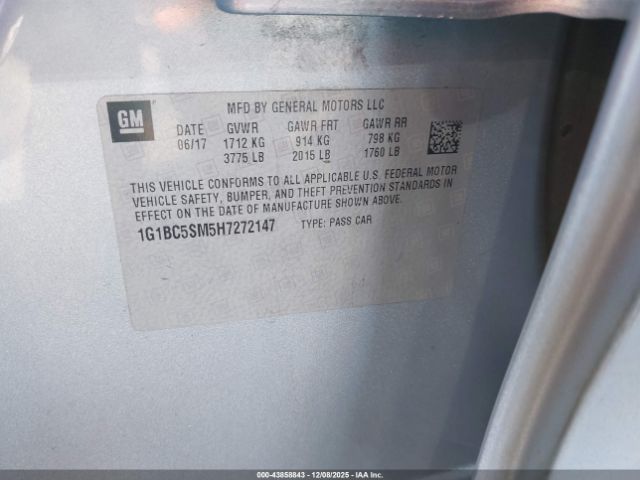 GM
MFD BY GENERAL MOTORS LLC
DATE GVWR GAWR FRT GAWR RR
06/17 1712 KG 914 KG 798 KG
3775 LB 2015 LB 1760 LB
THIS VEHICLE CONFORMS TO ALL APPLICABLE U.S. FEDERAL MOTOR
VEHICLE SAFETY, BUMPER, AND THEFT PREVENTION STANDARDS IN
EFFECT ON THE DATE OF MANUFACTURE SHOWN ABOVE.
1G1BC5SM5H7272147 TYPE: PASS CAR
000-43858843 | 12/08/2025 - IAA Inc.